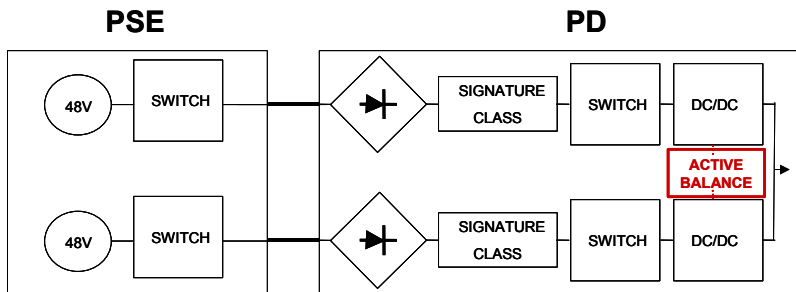 PSE
PD
48V
SWITCH
SIGNATURE
CLASS
SWITCH
DC/DC
ACTIVE
BALANCE
48V
SWITCH
SIGNATURE
CLASS
SWITCH
DC/DC